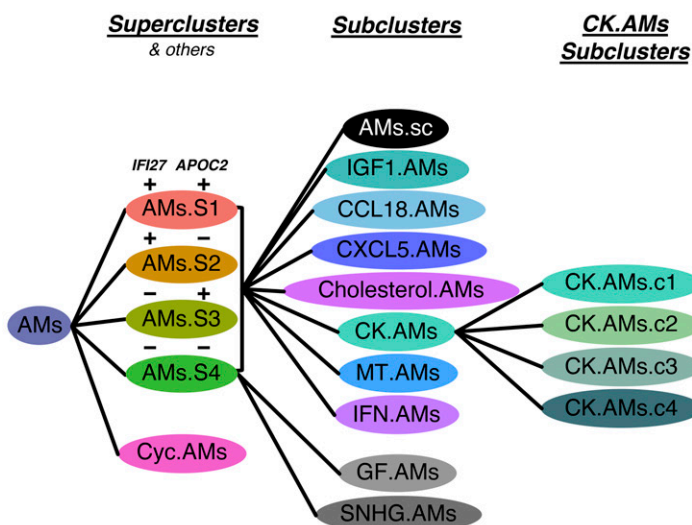 Superclusters
& others
Subclusters
CK.AMs
Subclusters
IFI27 APOC2
+ +
AMs.S1
+ −
AMs.S2
− +
AMs.S3
− −
AMs.S4
AMs
Cyc.AMs
AMs.sc
IGF1.AMs
CCL18.AMs
CXCL5.AMs
Cholesterol.AMs
CK.AMs
MT.AMs
IFN.AMs
GF.AMs
SNHG.AMs
CK.AMs.c1
CK.AMs.c2
CK.AMs.c3
CK.AMs.c4